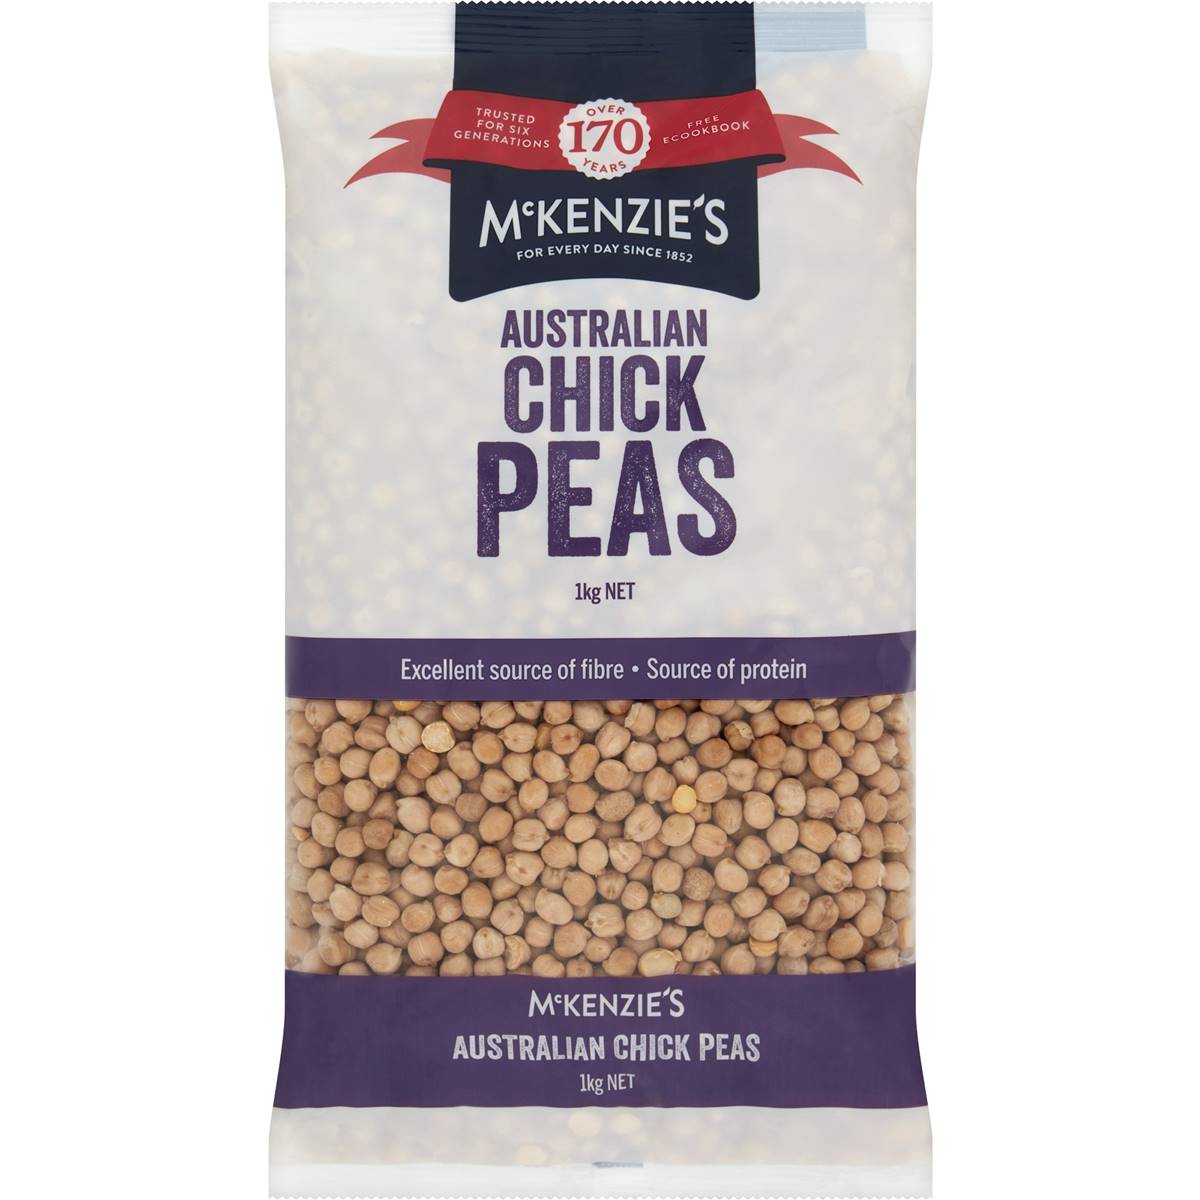 TRUSTED
FOR SIX
GENERATIONS
OVER
170
YEARS
FREE
ECOOKBOOK
McKENZIE'S
FOR EVERY DAY SINCE 1852
AUSTRALIAN
CHICK
PEAS
1kg NET
Excellent source of fibre • Source of protein
McKENZIE'S
AUSTRALIAN CHICK PEAS
1kg NET